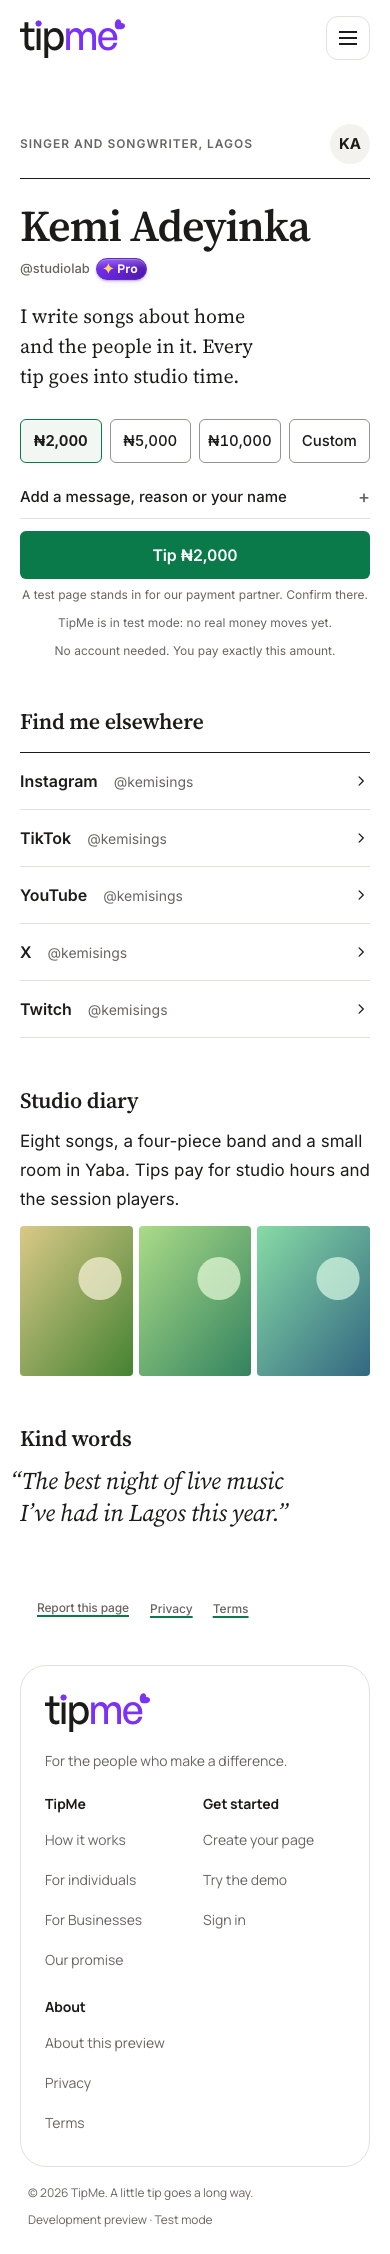 tipme
SINGER AND SONGWRITER, LAGOS
KA
Kemi Adeyinka
@studiolab Pro
I write songs about home
and the people in it. Every
tip goes into studio time.
₦2,000 ₦5,000 ₦10,000 Custom
Add a message, reason or your name +
Tip ₦2,000
A test page stands in for our payment partner. Confirm there.
TipMe is in test mode: no real money moves yet.
No account needed. You pay exactly this amount.
Find me elsewhere
Instagram @kemisings
TikTok @kemisings
YouTube @kemisings
X @kemisings
Twitch @kemisings
Studio diary
Eight songs, a four-piece band and a small
room in Yaba. Tips pay for studio hours and
the session players.
Kind words
“The best night of live music
I’ve had in Lagos this year.”
Report this page Privacy Terms
tipme
For the people who make a difference.
TipMe
How it works
For individuals
For Businesses
Our promise
Get started
Create your page
Try the demo
Sign in
About
About this preview
Privacy
Terms
© 2026 TipMe. A little tip goes a long way.
Development preview · Test mode